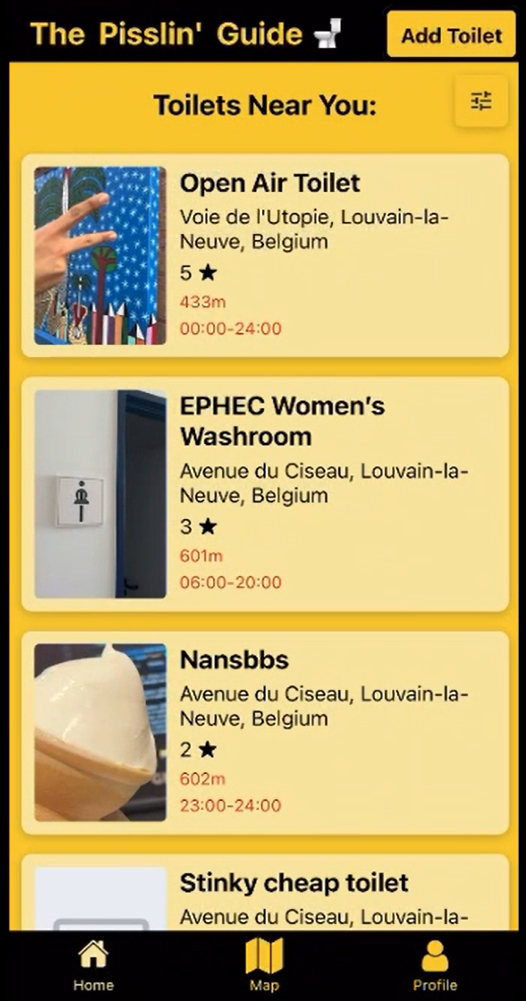 The Pisslin' Guide
Add Toilet
Toilets Near You:
Open Air Toilet
Voie de l'Utopie, Louvain-la-
Neuve, Belgium
5 ★
433m
00:00-24:00
EPHEC Women's
Washroom
Avenue du Ciseau, Louvain-la-
Neuve, Belgium
3 ★
601m
06:00-20:00
Nansbbs
Avenue du Ciseau, Louvain-la-
Neuve, Belgium
2 ★
602m
23:00-24:00
Stinky cheap toilet
Avenue du Ciseau, Louvain-la-
Home
Map
Profile